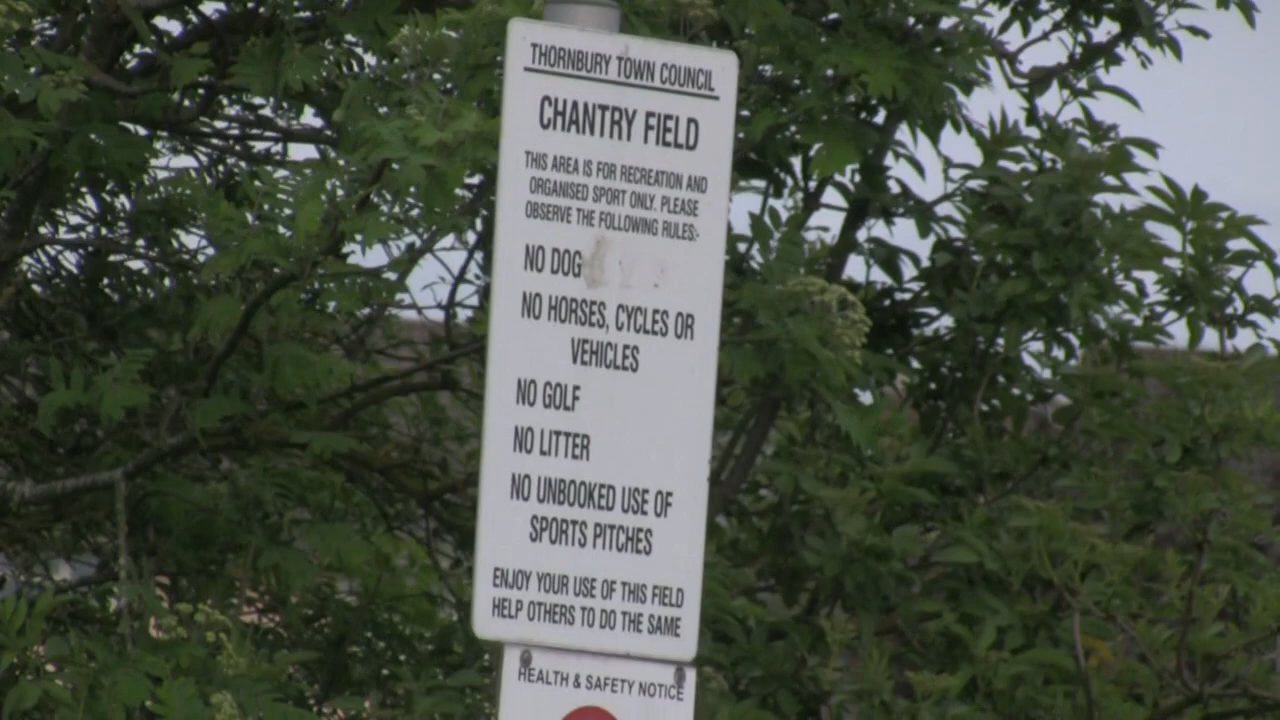 THORNBURY TOWN COUNCIL
CHANTRY FIELD
THIS AREA IS FOR RECREATION AND
ORGANISED SPORT ONLY. PLEASE
OBSERVE THE FOLLOWING RULES:-
NO DOG
NO HORSES, CYCLES OR
VEHICLES
NO GOLF
NO LITTER
NO UNBOOKED USE OF
SPORTS PITCHES
ENJOY YOUR USE OF THIS FIELD
HELP OTHERS TO DO THE SAME
HEALTH & SAFETY NOTICE